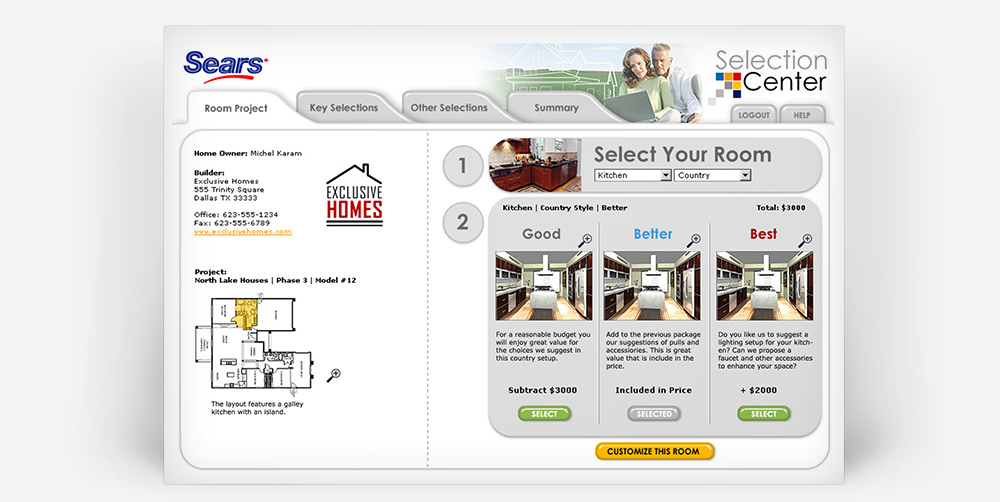 Sears
Selection
Center
Room Project
Key Selections
Other Selections
Summary
LOGOUT
HELP
Home Owner: Michel Karam
Builder:
Exclusive Homes
555 Trinity Square
Dallas TX 33333
Office: 623-555-1234
Fax: 623-555-6789
www.exclusivehomes.com
EXCLUSIVE
HOMES
Project:
North Lake Houses | Phase 3 | Model #12
The layout features a galley
kitchen with an island.
1
Select Your Room
Kitchen
Country
2
Kitchen | Country Style | Better
Total: $3000
Good
Better
Best
For a reasonable budget you
will enjoy great value for
the choices we suggest in
this country setup.
Add to the previous package
our suggestions of pulls and
accessories. This is great
value that is include in the
price.
Do you like us to suggest a
lighting setup for your kitch-
en? Can we propose a
faucet and other accessories
to enhance your space?
Subtract $3000
Included in Price
+ $2000
SELECT
SELECTED
SELECT
CUSTOMIZE THIS ROOM